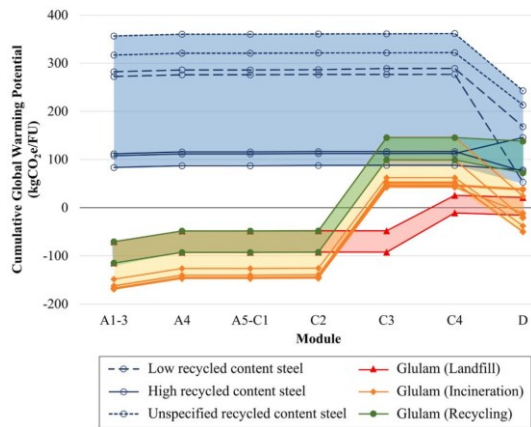 400
300
200
100
0
-100
-200
Cumulative Global Warming Potential
(kgCO₂e/FU)
A1-3 A4 A5-C1 C2 C3 C4 D
Module
Low recycled content steel
High recycled content steel
Unspecified recycled content steel
Glulam (Landfill)
Glulam (Incineration)
Glulam (Recycling)